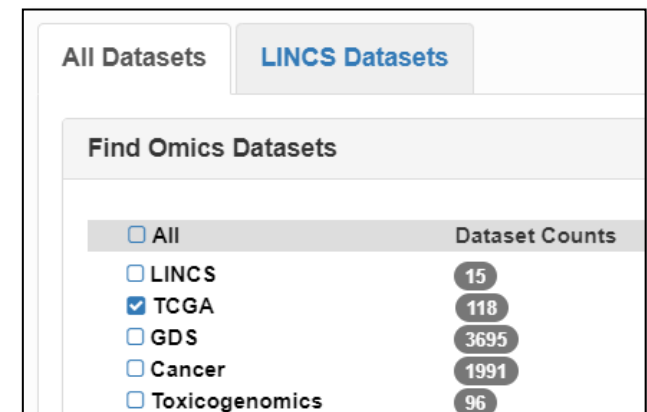 All Datasets LINCS Datasets
Find Omics Datasets
All Dataset Counts
LINCS 15
TCGA 118
GDS 3695
Cancer 1991
Toxicogenomics 96